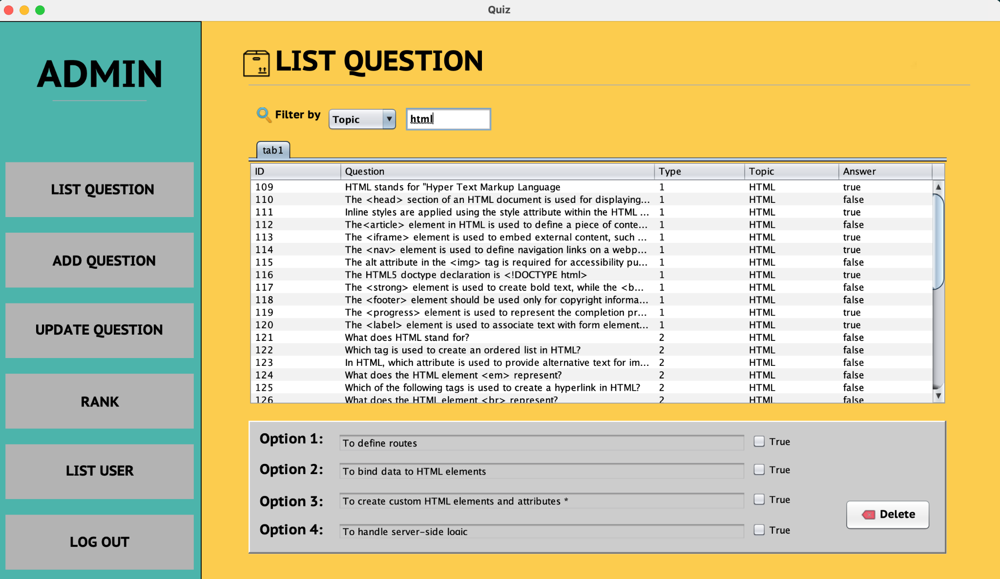 Quiz
ADMIN
LIST QUESTION
ADD QUESTION
UPDATE QUESTION
RANK
LIST USER
LOG OUT
LIST QUESTION
Filter by Topic html
tab1
ID Question Type Topic Answer
109 HTML stands for "Hyper Text Markup Language 1 HTML true
110 The <head> section of an HTML document is used for displaying... 1 HTML false
111 Inline styles are applied using the style attribute within the HTML ... 1 HTML true
112 The<article> element in HTML is used to define a piece of conte... 1 HTML false
113 The <iframe> element is used to embed external content, such ... 1 HTML true
114 The <nav> element is used to define navigation links on a webp... 1 HTML true
115 The alt attribute in the <img> tag is required for accessibility pu... 1 HTML false
116 The HTML5 doctype declaration is <!DOCTYPE html> 1 HTML true
117 The <strong> element is used to create bold text, while the <b... 1 HTML false
118 The <footer> element should be used only for copyright informa... 1 HTML false
119 The <progress> element is used to represent the completion pr... 1 HTML true
120 The <label> element is used to associate text with form element... 1 HTML true
121 What does HTML stand for? 2 HTML false
122 Which tag is used to create an ordered list in HTML? 2 HTML false
123 In HTML, which attribute is used to provide alternative text for im... 2 HTML false
124 What does the HTML element <em> represent? 2 HTML false
125 Which of the following tags is used to create a hyperlink in HTML? 2 HTML false
126 What does the HTML element <br> represent? 2 HTML false
Option 1: To define routes True
Option 2: To bind data to HTML elements True
Option 3: To create custom HTML elements and attributes * True
Delete
Option 4: To handle server-side logic True